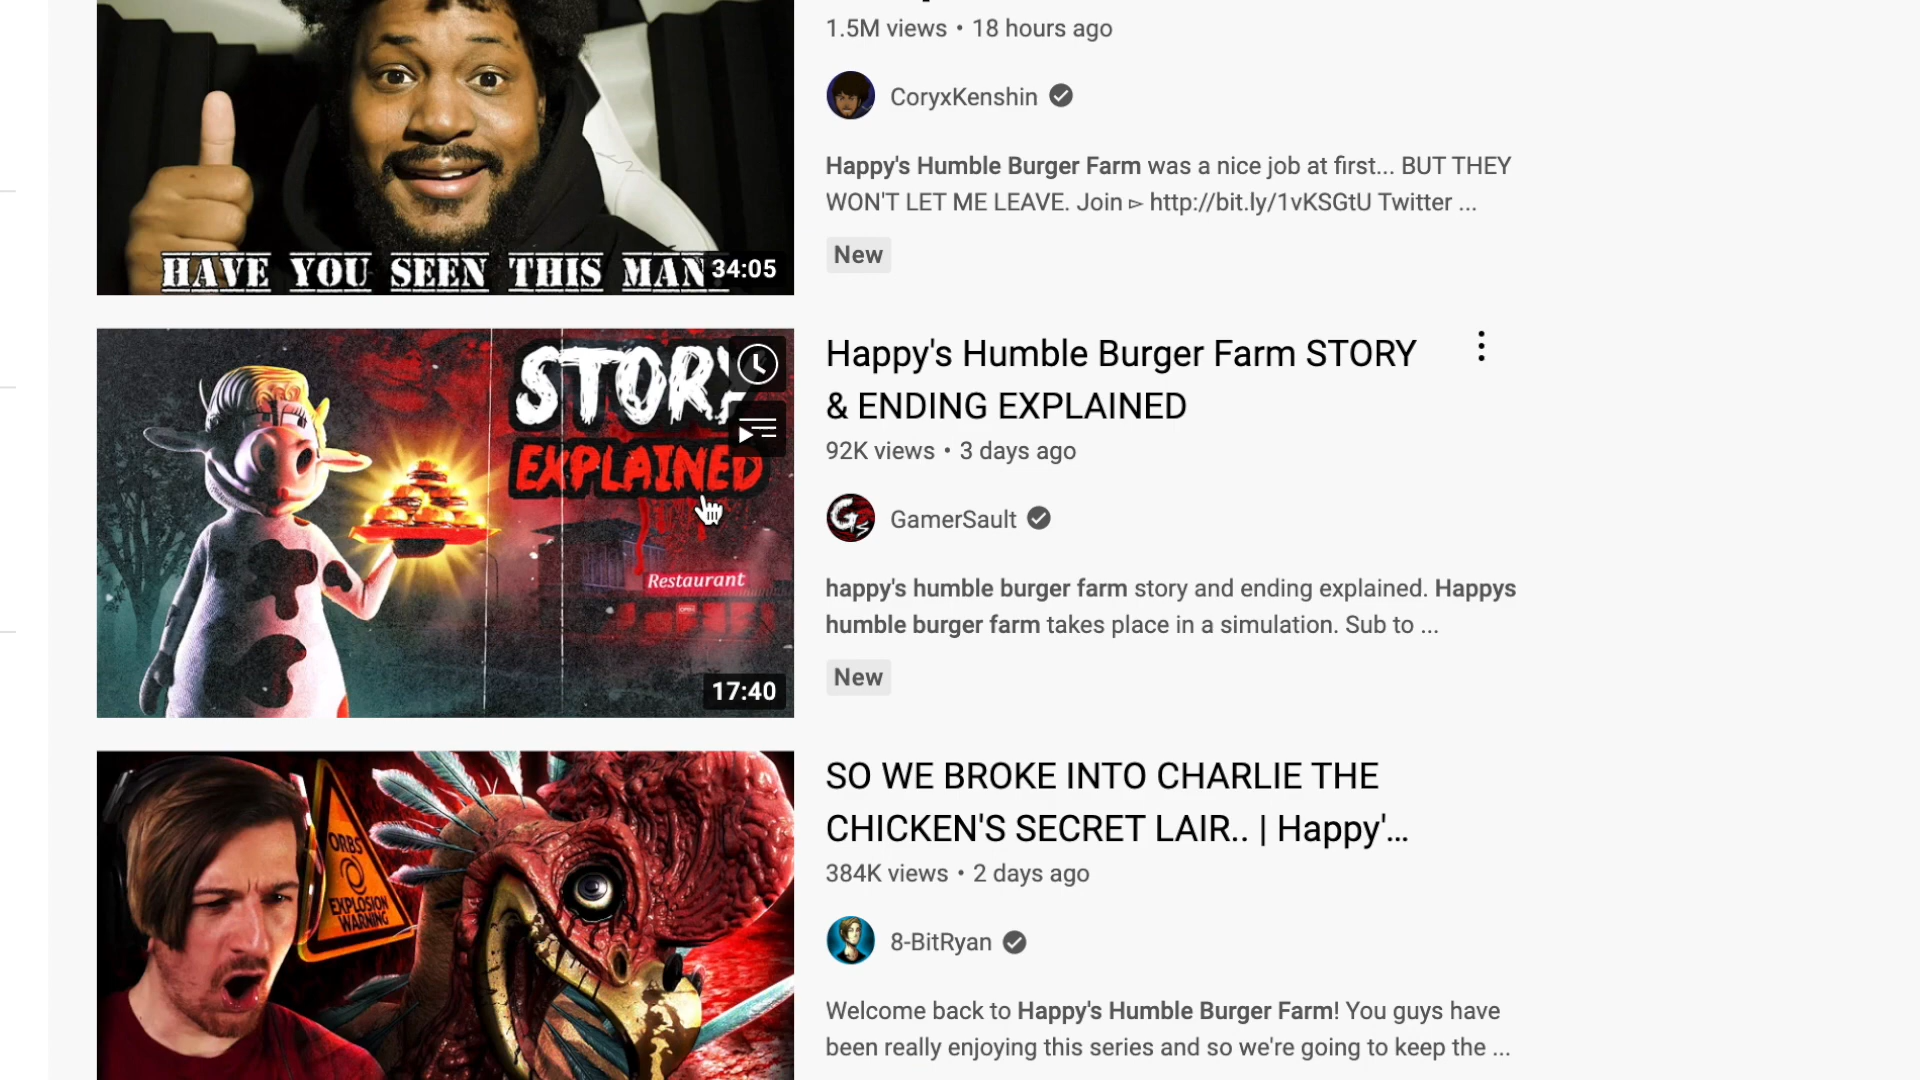 1.5M views • 18 hours ago
CoryxKenshin
Happy's Humble Burger Farm was a nice job at first... BUT THEY
WON'T LET ME LEAVE. Join ▻ http://bit.ly/1vKSGtU Twitter ...
New
HAVE YOU SEEN THIS MAN
34:05
STORY
EXPLAINED
Restaurant
OPEN
17:40
Happy's Humble Burger Farm STORY
& ENDING EXPLAINED
92K views • 3 days ago
GS
GamerSault
happy's humble burger farm story and ending explained. Happys
humble burger farm takes place in a simulation. Sub to ...
New
ORBS
EXPLOSION
WARNING
SO WE BROKE INTO CHARLIE THE
CHICKEN'S SECRET LAIR.. | Happy'...
384K views • 2 days ago
8-BitRyan
Welcome back to Happy's Humble Burger Farm! You guys have
been really enjoying this series and so we're going to keep the ...